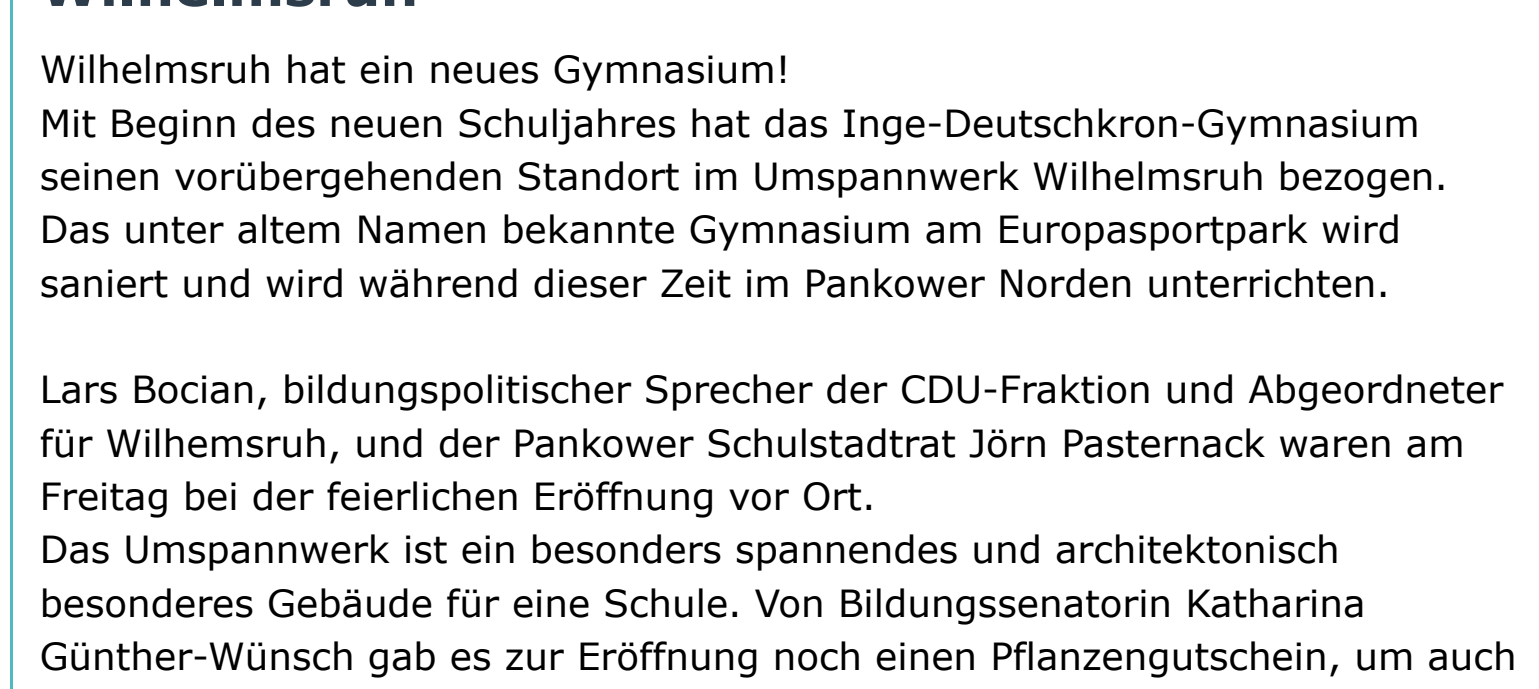 Wilhelmsruh
Wilhelmsruh hat ein neues Gymnasium!
Mit Beginn des neuen Schuljahres hat das Inge-Deutschkron-Gymnasium
seinen vorübergehenden Standort im Umspannwerk Wilhelmsruh bezogen.
Das unter altem Namen bekannte Gymnasium am Europasportpark wird
saniert und wird während dieser Zeit im Pankower Norden unterrichten.
Lars Bocian, bildungspolitischer Sprecher der CDU-Fraktion und Abgeordneter
für Wilhemsruh, und der Pankower Schulstadtrat Jörn Pasternack waren am
Freitag bei der feierlichen Eröffnung vor Ort.
Das Umspannwerk ist ein besonders spannendes und architektonisch
besonderes Gebäude für eine Schule. Von Bildungssenatorin Katharina
Günther-Wünsch gab es zur Eröffnung noch einen Pflanzengutschein, um auch